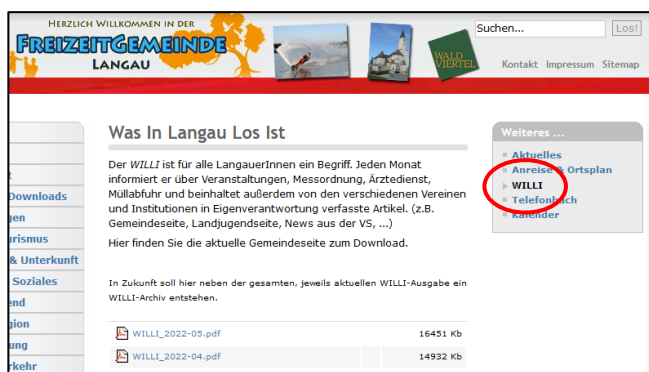 HERZLICH WILLKOMMEN IN DER
FREIZEITGEMEINDE
LANGAU
WALD
VIERTEL
Suchen... Los!
Kontakt Impressum Sitemap
Downloads
gen
rismus
& Unterkunft
Soziales
end
gion
ung
rkehr
Was In Langau Los Ist
Der WILLI ist für alle LangauerInnen ein Begriff. Jeden Monat
informiert er über Veranstaltungen, Messordnung, Ärztedienst,
Müllabfuhr und beinhaltet außerdem von den verschiedenen Vereinen
und Institutionen in Eigenverantwortung verfasste Artikel. (z.B.
Gemeindeseite, Landjugendseite, News aus der VS, ...)
Hier finden Sie die aktuelle Gemeindeseite zum Download.
In Zukunft soll hier neben der gesamten, jeweils aktuellen WILLI-Ausgabe ein
WILLI-Archiv entstehen.
WILLI_2022-05.pdf 16451 Kb
WILLI_2022-04.pdf 14932 Kb
Weiteres ...
Aktuelles
Anreise & Ortsplan
WILLI
Telefonbuch
Kalender